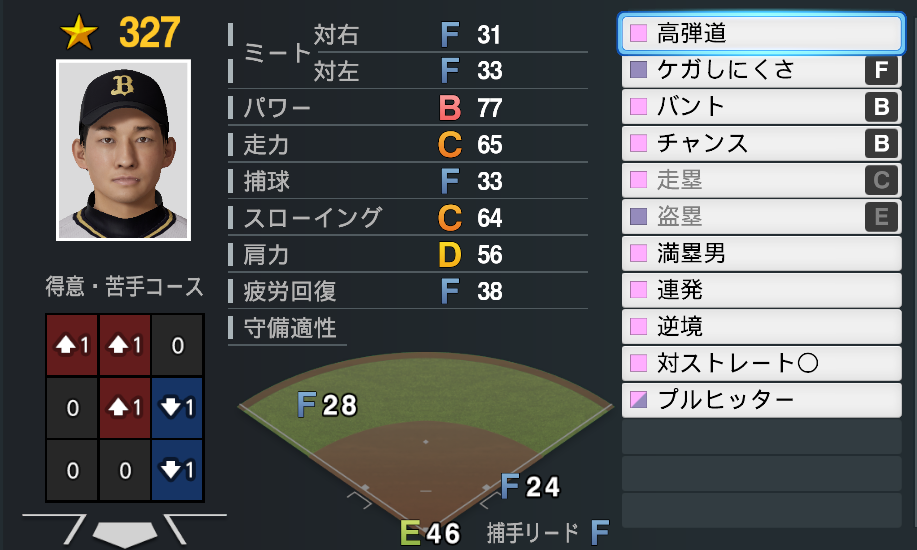 327
B
ミート 対右 F 31
対左 F 33
パワー B 77
走力 C 65
捕球 F 33
スローイング C 64
肩力 D 56
疲労回復 F 38
守備適性
F 28
F 24
E 46 捕手リード F
得意・苦手コース
1 1 0
0 1 1
0 0 1
高弾道
ケガしにくさ F
バント B
チャンス B
走塁 C
盗塁 E
満塁男
連発
逆境
対ストレート○
プルヒッター